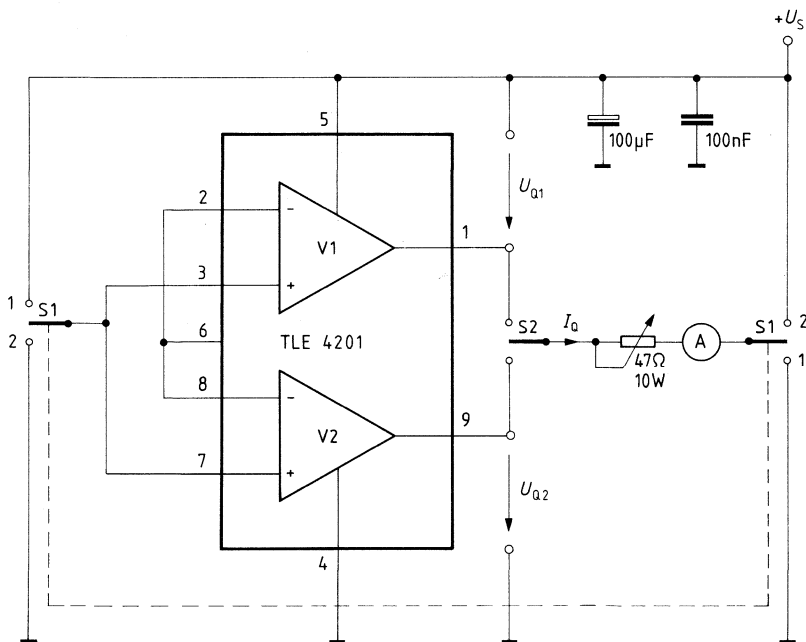 +U_S
5
100µF
100nF
2
U_Q1
−
V1
1
3
+
1
S1
2
6
TLE 4201
S2
I_Q
47Ω
10W
A
S1
2
1
8
−
V2
9
7
+
U_Q2
4